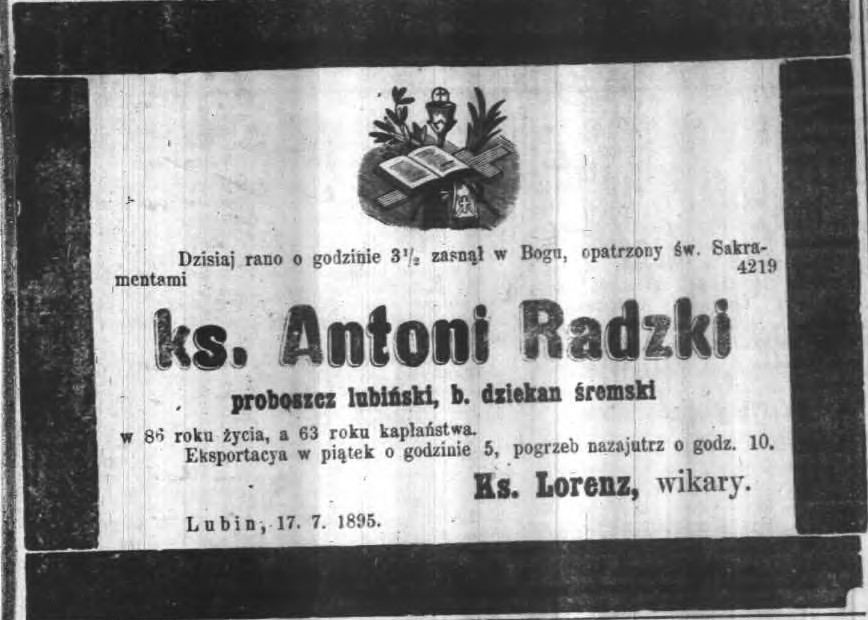 Dzisiaj rano o godzinie 3½ zasnął w Bogu, opatrzony św. Sakra-
mentami 4219
ks. Antoni Radzki
proboszcz lubiński, b. dziekan śremski
w 86 roku życia, a 63 roku kapłaństwa.
Eksportacya w piątek o godzinie 5, pogrzeb nazajutrz o godz. 10.
Ks. Lorenz, wikary.
Lubin, 17. 7. 1895.